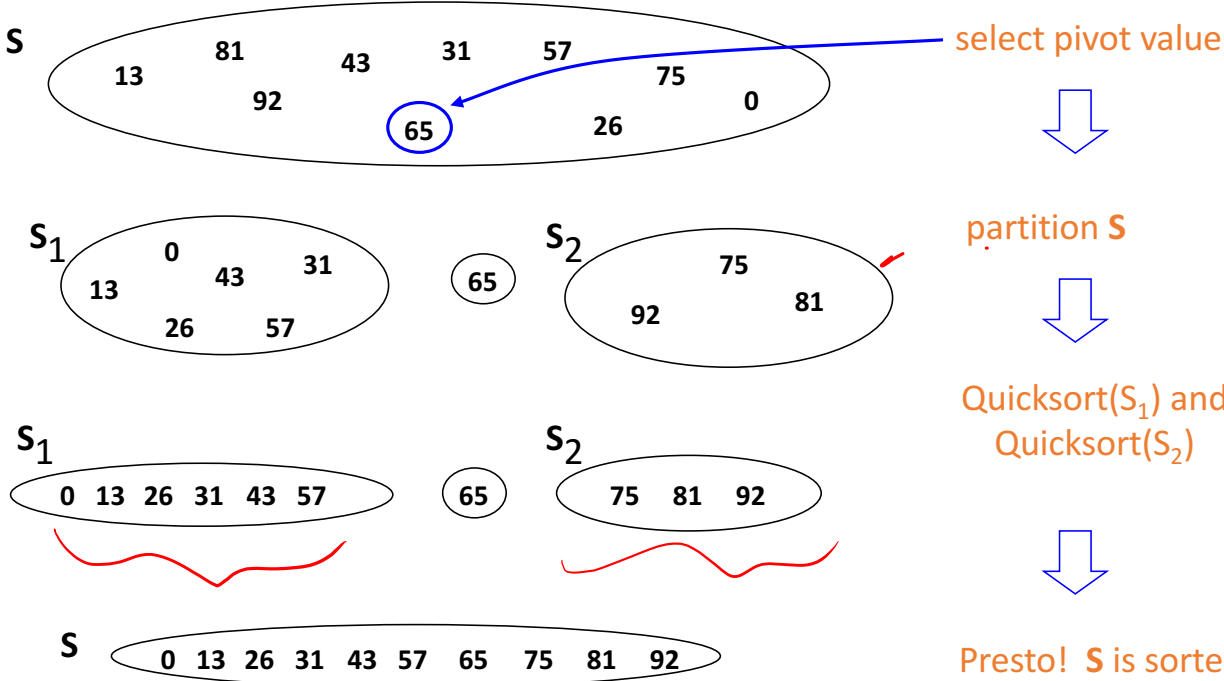 S
13 81 43 31 57 75
92 65 26 0
select pivot value
S1
0 31
13 43
26 57
65
S2
75
92 81
partition S
S1
0 13 26 31 43 57
65
S2
75 81 92
Quicksort(S1) and
Quicksort(S2)
S
0 13 26 31 43 57 65 75 81 92
Presto! S is sorte